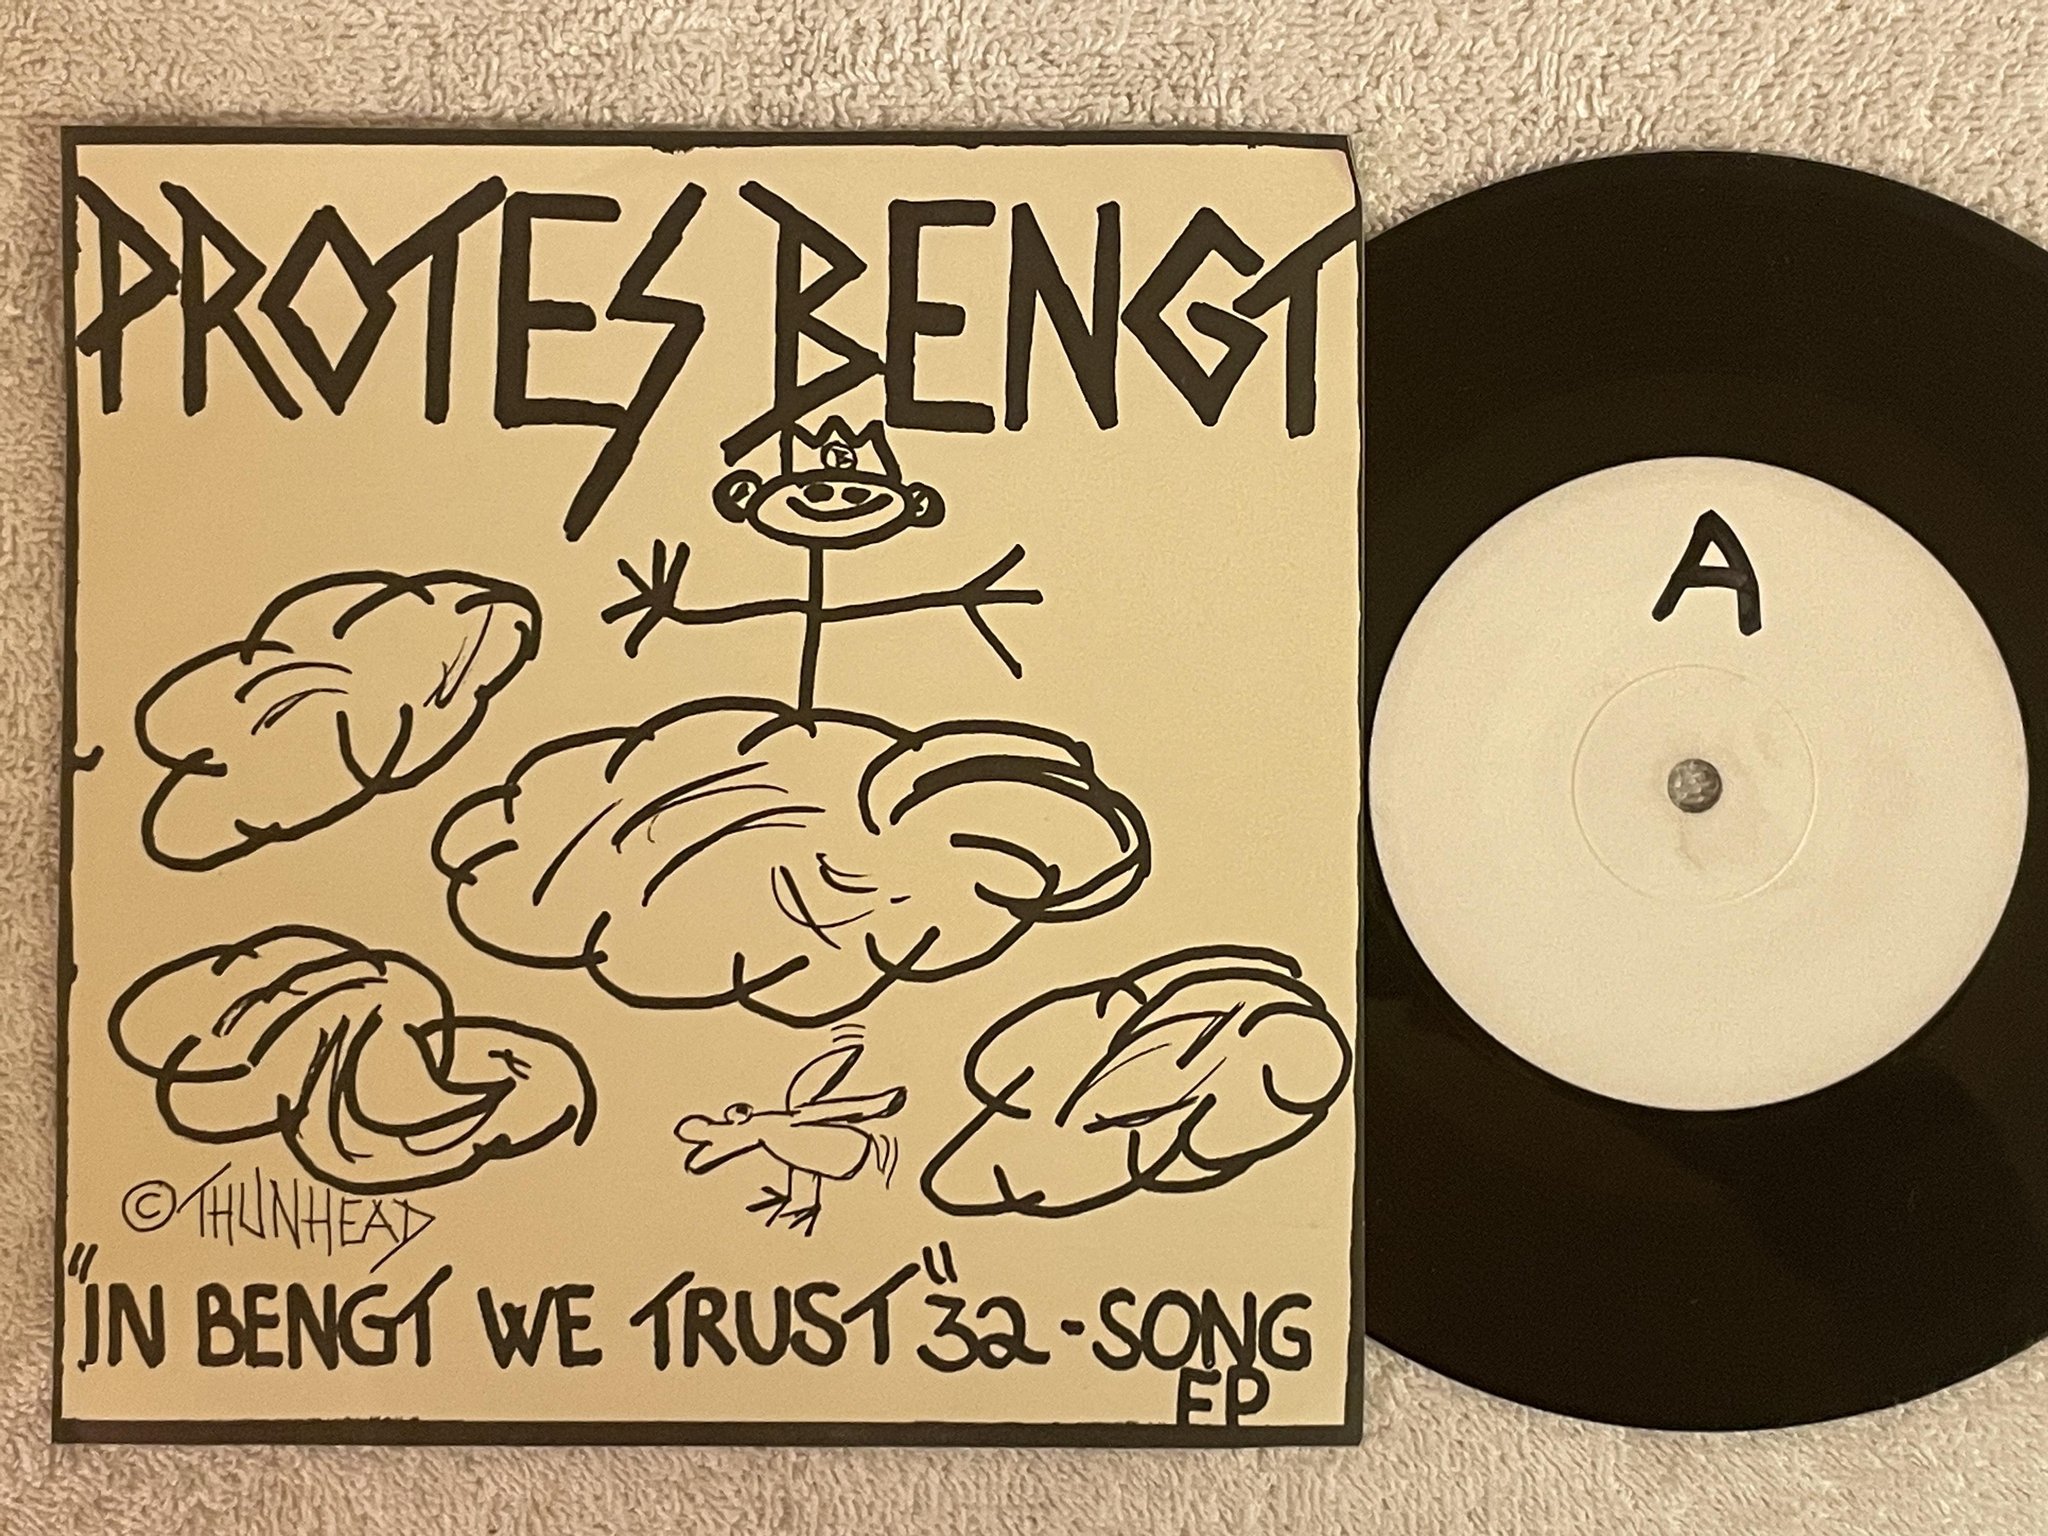 PROTES BENGT
B
© THUNHEAD
"IN BENGT WE TRUST" 32-SONG
EP
A